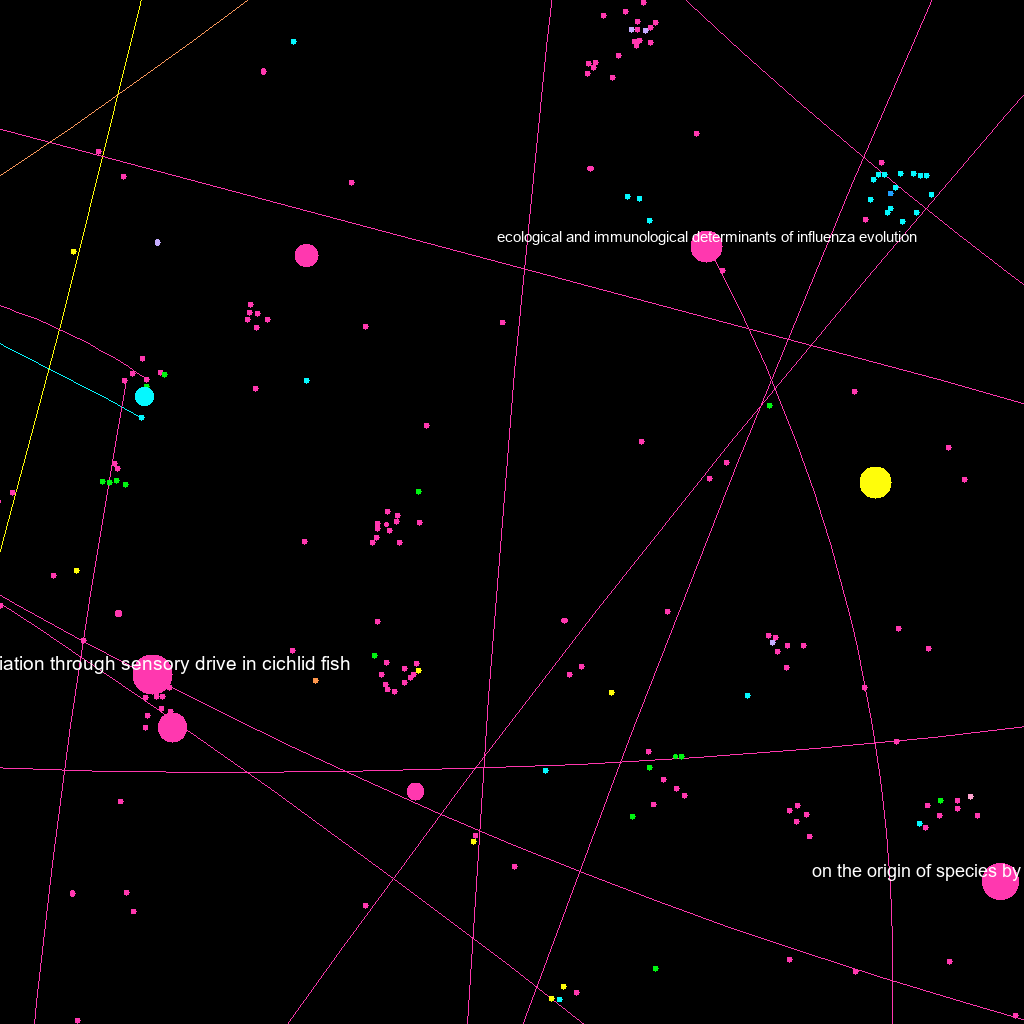 ecological and immunological determinants of influenza evolution
iation through sensory drive in cichlid fish
on the origin of species by